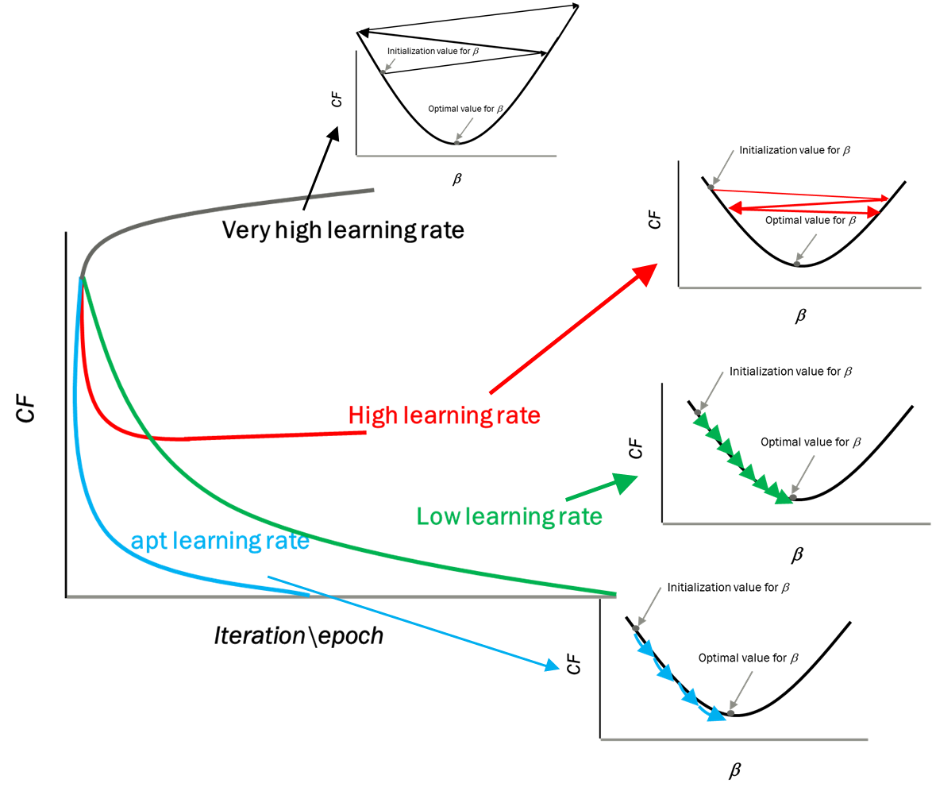 Initialization value for β
CF
Optimal value for β
β
Very high learning rate
Initialization value for β
CF
Optimal value for β
β
High learning rate
CF
Initialization value for β
CF
Optimal value for β
β
Low learning rate
apt learning rate
Iteration\epoch
Initialization value for β
CF
Optimal value for β
β